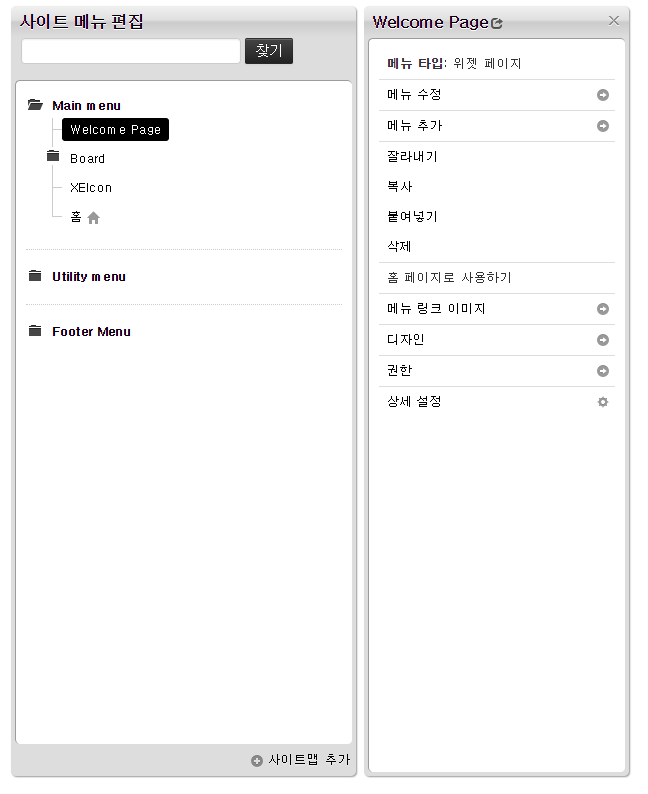 사이트 메뉴 편집
찾기
Main menu
Welcome Page
Board
XEIcon
홈
Utility menu
Footer Menu
사이트맵 추가
Welcome Page
메뉴 타입: 위젯 페이지
메뉴 수정
메뉴 추가
잘라내기
복사
붙여넣기
삭제
홈 페이지로 사용하기
메뉴 링크 이미지
디자인
권한
상세 설정